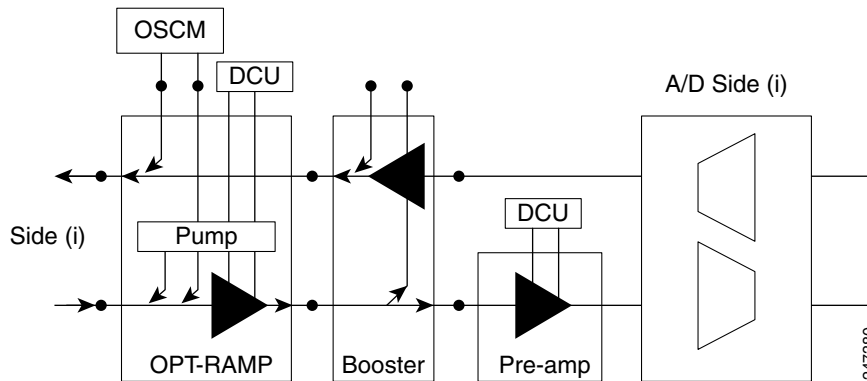 OSCM
DCU
A/D Side (i)
DCU
Side (i)
Pump
OPT-RAMP
Booster
Pre-amp